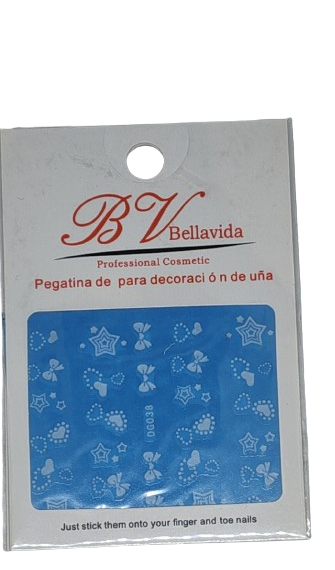 BV Bellavida
Professional Cosmetic
Pegatina de para decoraci ó n de uña
DG038
Just stick them onto your finger and toe nails